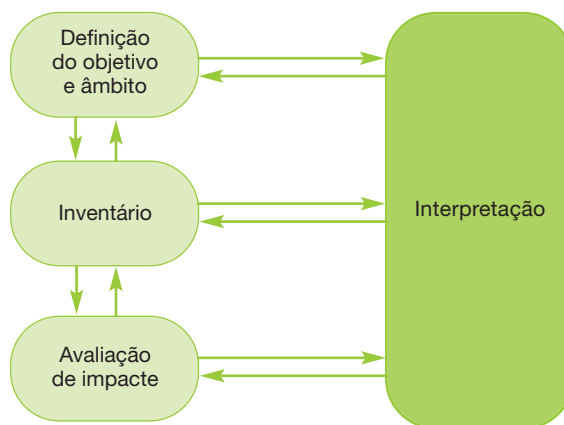 Definição
do objetivo
e âmbito
Inventário
Interpretação
Avaliação
de impacte